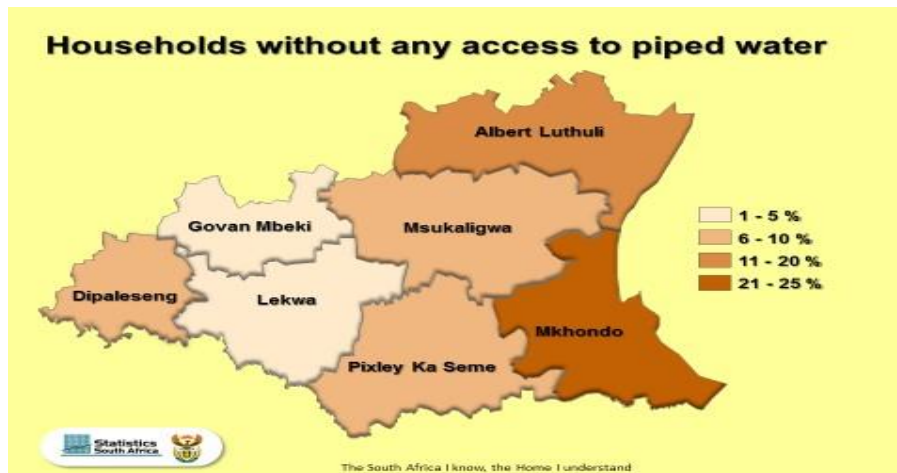 Households without any access to piped water
Albert Luthuli
Govan Mbeki
Msukaligwa
Dipaleseng
Lekwa
Mkhondo
Pixley Ka Seme
1 - 5 %
6 - 10 %
11 - 20 %
21 - 25 %
Statistics
South Africa
The South Africa I know, the Home I understand